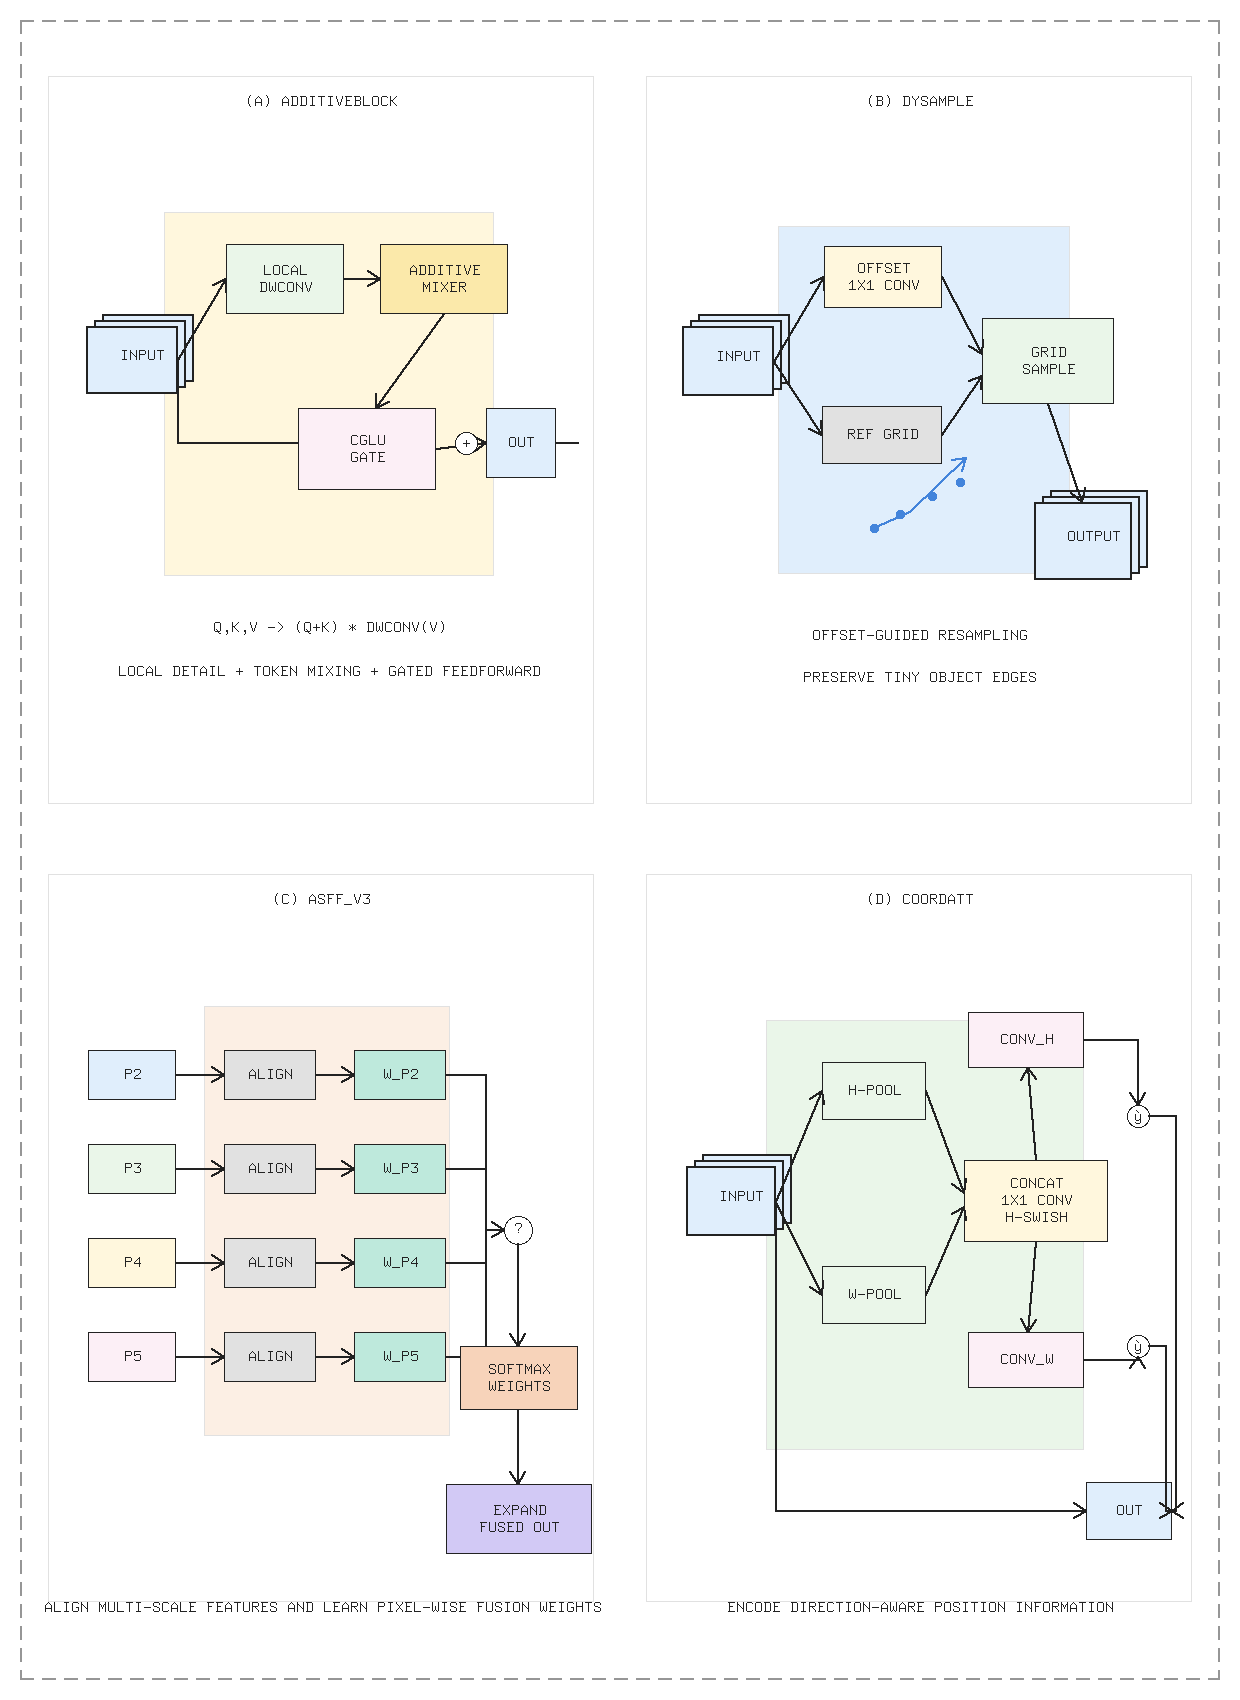 (A) ADDITIVEBLOCK
LOCAL
DWCONV
ADDITIVE
MIXER
INPUT
CGLU
GATE
+
OUT
Q,K,V -> (Q+K) * DWCONV(V)
LOCAL DETAIL + TOKEN MIXING + GATED FEEDFORWARD
(B) DYSAMPLE
OFFSET
1X1 CONV
INPUT
GRID
SAMPLE
REF GRID
OUTPUT
OFFSET-GUIDED RESAMPLING
PRESERVE TINY OBJECT EDGES
(C) ASFF_V3
P2
ALIGN
W_P2
P3
ALIGN
W_P3
?
P4
ALIGN
W_P4
P5
ALIGN
W_P5
SOFTMAX
WEIGHTS
EXPAND
FUSED OUT
ALIGN MULTI-SCALE FEATURES AND LEARN PIXEL-WISE FUSION WEIGHTS
(D) COORDATT
CONV_H
H-POOL
ỳ
INPUT
CONCAT
1X1 CONV
H-SWISH
W-POOL
CONV_W
ỳ
OUT
ENCODE DIRECTION-AWARE POSITION INFORMATION